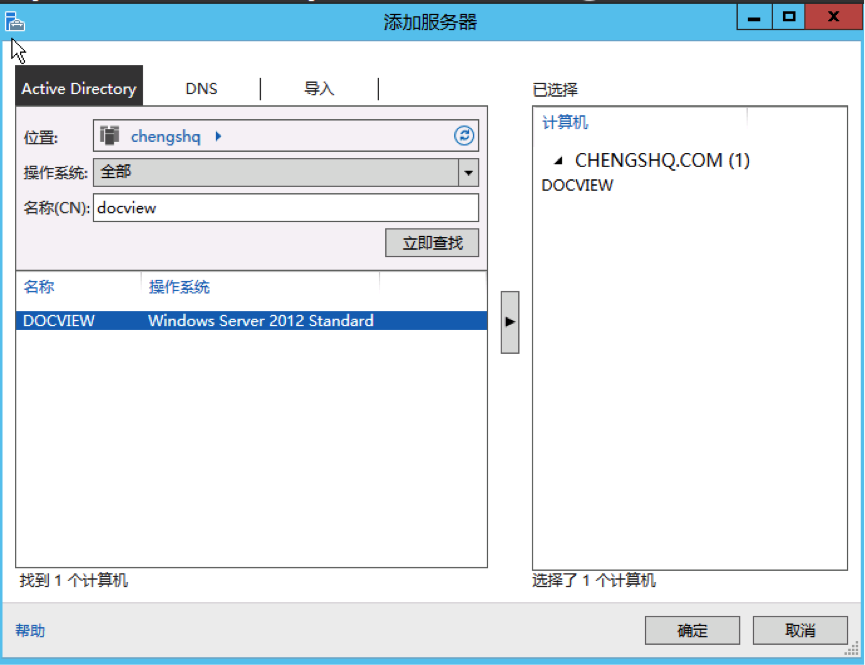 添加服务器
Active Directory DNS 导入
位置: chengshq
操作系统: 全部
名称(CN): docview
立即查找
名称 操作系统
DOCVIEW Windows Server 2012 Standard
找到 1 个计算机
已选择
计算机
CHENGSHQ.COM (1)
DOCVIEW
选择了 1 个计算机
帮助
确定 取消